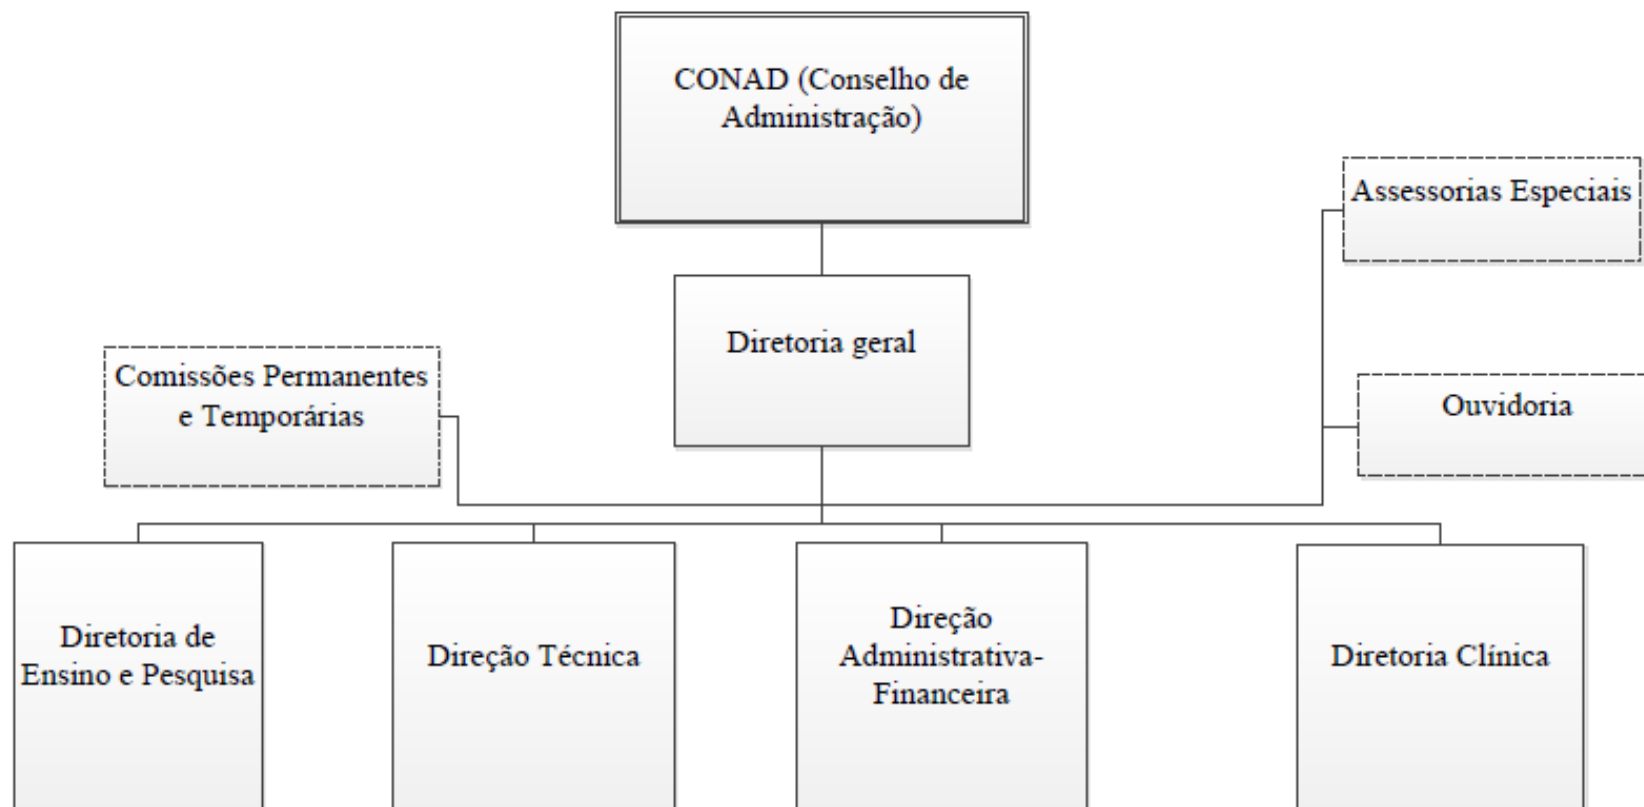 CONAD (Conselho de
Administração)
Assessorias Especiais
Diretoria geral
Comissões Permanentes
e Temporárias
Ouvidoria
Diretoria de
Ensino e Pesquisa
Direção Técnica
Direção
Administrativa-
Financeira
Diretoria Clínica